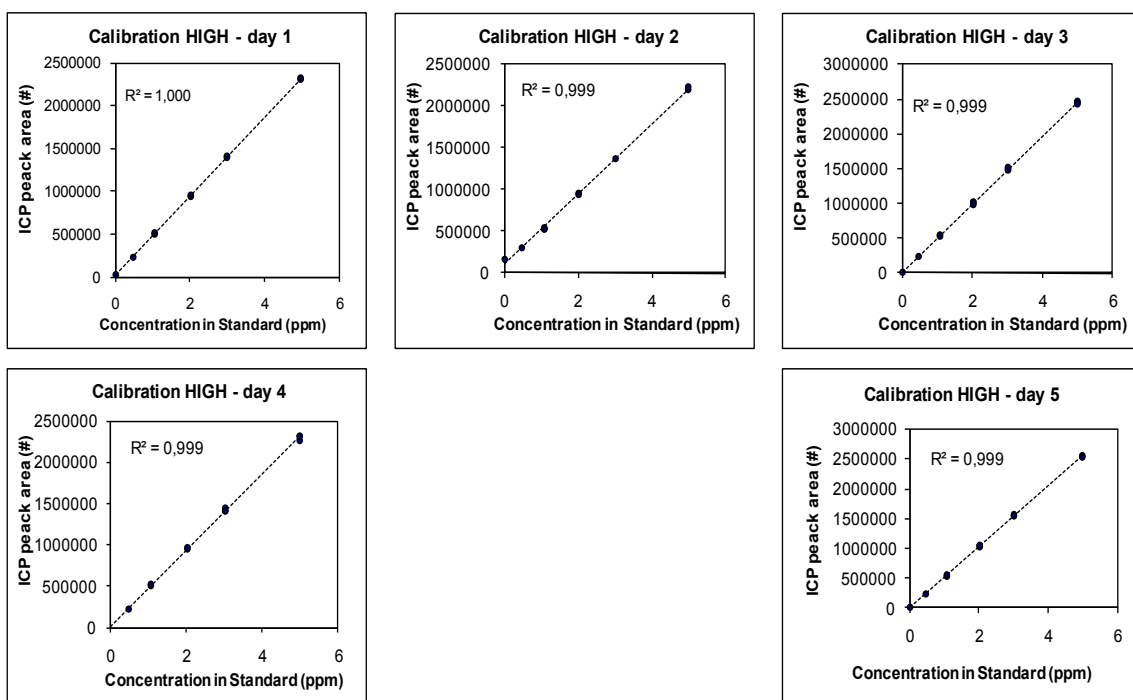 Calibration HIGH - day 1
ICP peack area (#)
2500000
2000000
1500000
1000000
500000
0
R² = 1,000
0 2 4 6
Concentration in Standard (ppm)
Calibration HIGH - day 2
ICP peack area (#)
2500000
2000000
1500000
1000000
500000
0
R² = 0,999
0 2 4 6
Concentration in Standard (ppm)
Calibration HIGH - day 3
ICP peack area (#)
3000000
2500000
2000000
1500000
1000000
500000
0
R² = 0,999
0 2 4 6
Concentration in Standard (ppm)
Calibration HIGH - day 4
ICP peack area (#)
2500000
2000000
1500000
1000000
500000
0
R² = 0,999
0 2 4 6
Concentration in Standard (ppm)
Calibration HIGH - day 5
ICP peack area (#)
3000000
2500000
2000000
1500000
1000000
500000
0
R² = 0,999
0 2 4 6
Concentration in Standard (ppm)